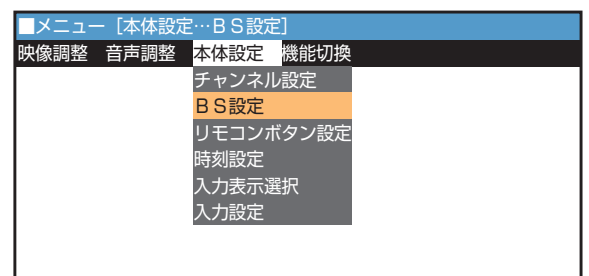 ■メニュー［本体設定…ＢＳ設定］
映像調整 音声調整 本体設定 機能切換
チャンネル設定
ＢＳ設定
リモコンボタン設定
時刻設定
入力表示選択
入力設定